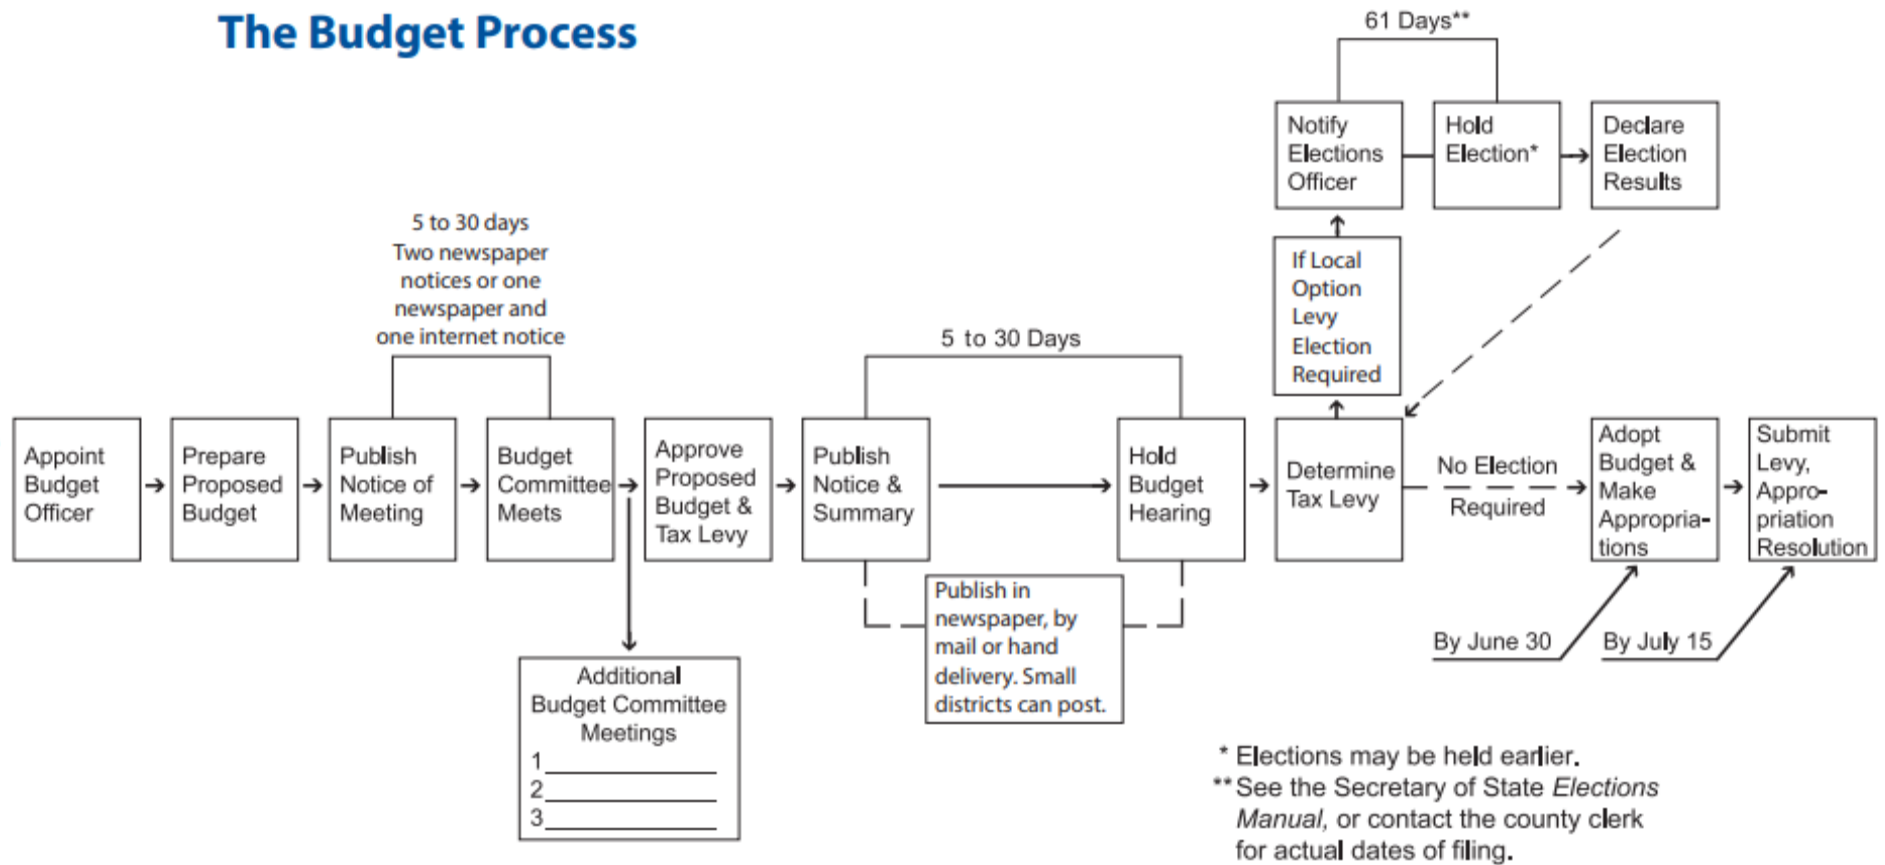 The Budget Process
61 Days**
Notify
Elections
Officer
Hold
Election*
Declare
Election
Results
5 to 30 days
Two newspaper
notices or one
newspaper and
one internet notice
If Local
Option
Levy
Election
Required
5 to 30 Days
Appoint
Budget
Officer
Prepare
Proposed
Budget
Publish
Notice of
Meeting
Budget
Committee
Meets
Approve
Proposed
Budget &
Tax Levy
Publish
Notice &
Summary
Hold
Budget
Hearing
Determine
Tax Levy
No Election
Required
Adopt
Budget &
Make
Appropria-
tions
Submit
Levy,
Appro-
priation
Resolution
Publish in
newspaper, by
mail or hand
delivery. Small
districts can post.
By June 30
By July 15
Additional
Budget Committee
Meetings
1
2
3
* Elections may be held earlier.
** See the Secretary of State Elections
Manual, or contact the county clerk
for actual dates of filing.